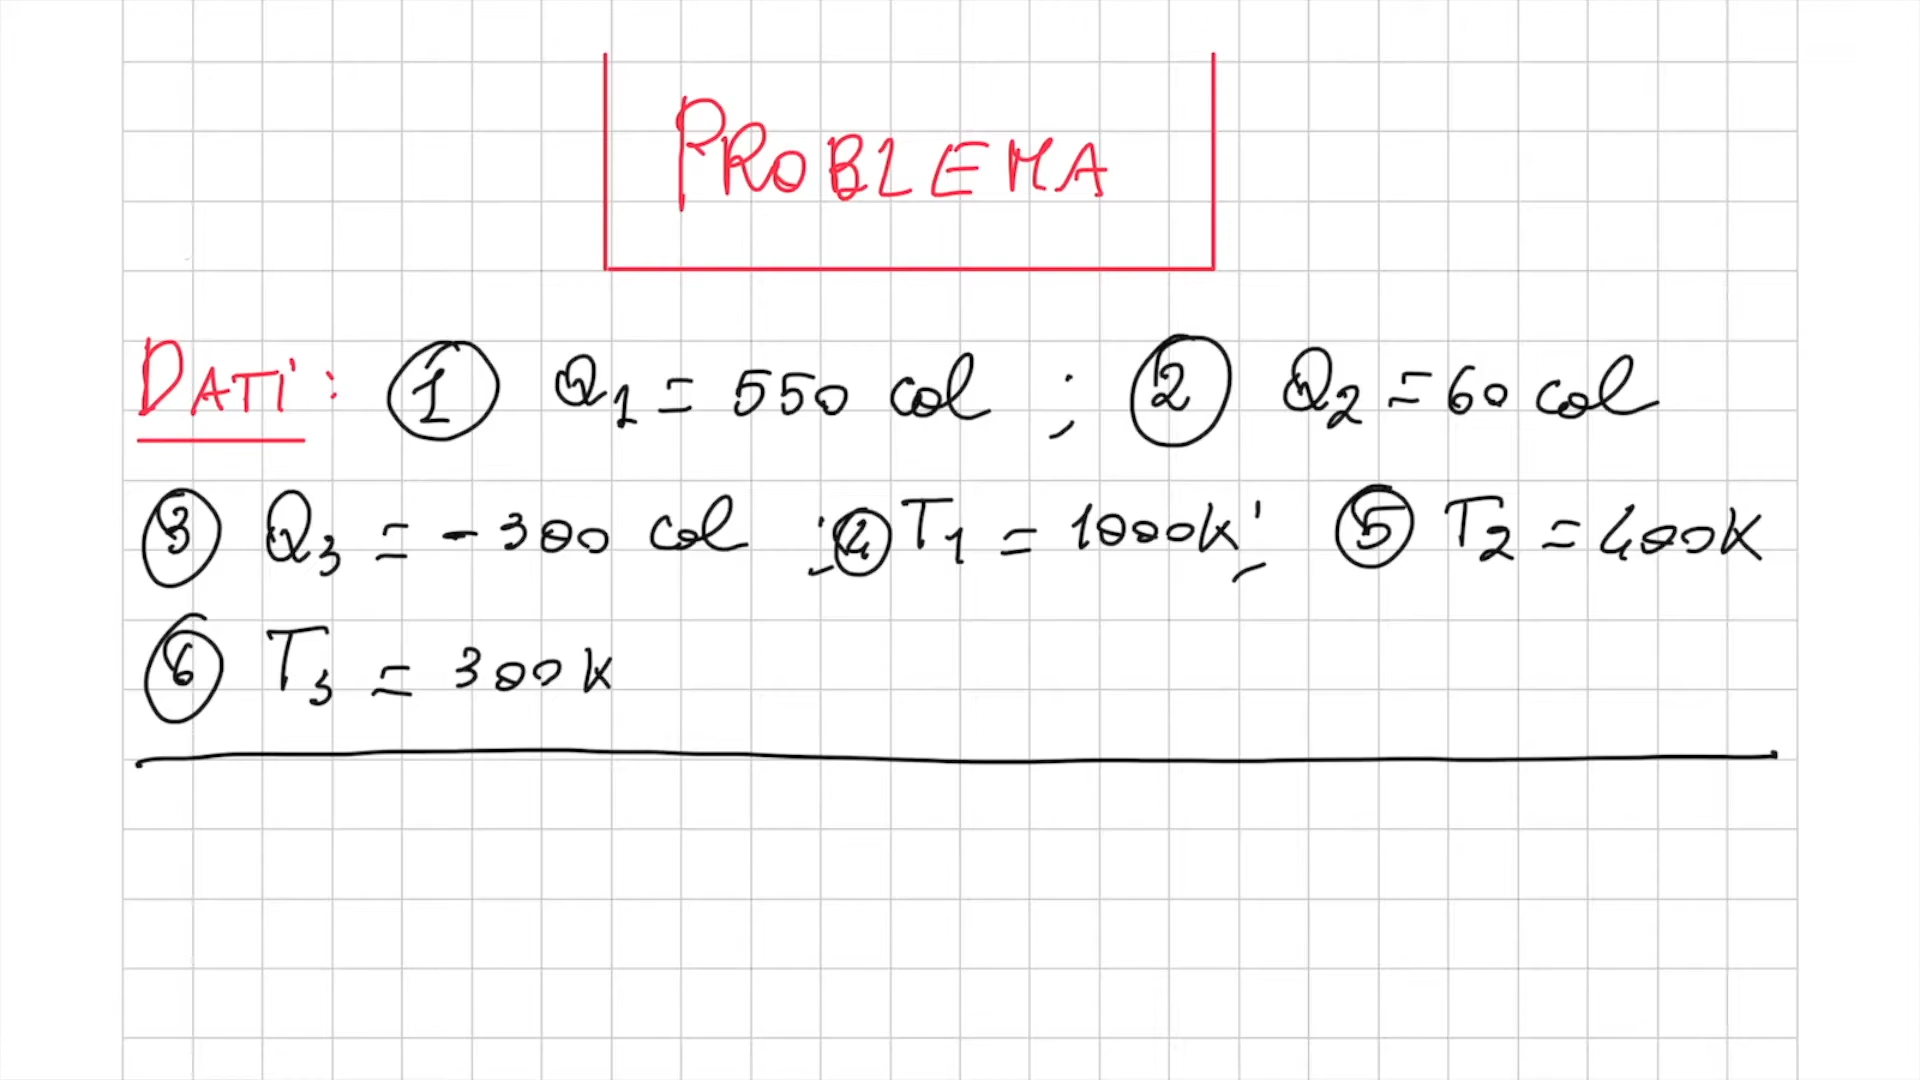 PROBLEMA
DATI: ① Q₁ = 550 cal ; ② Q₂ = 60 cal
③ Q₃ = - 300 cal ; ④ T₁ = 1000K ; ⑤ T₂ = 400K
⑥ T₃ = 300K